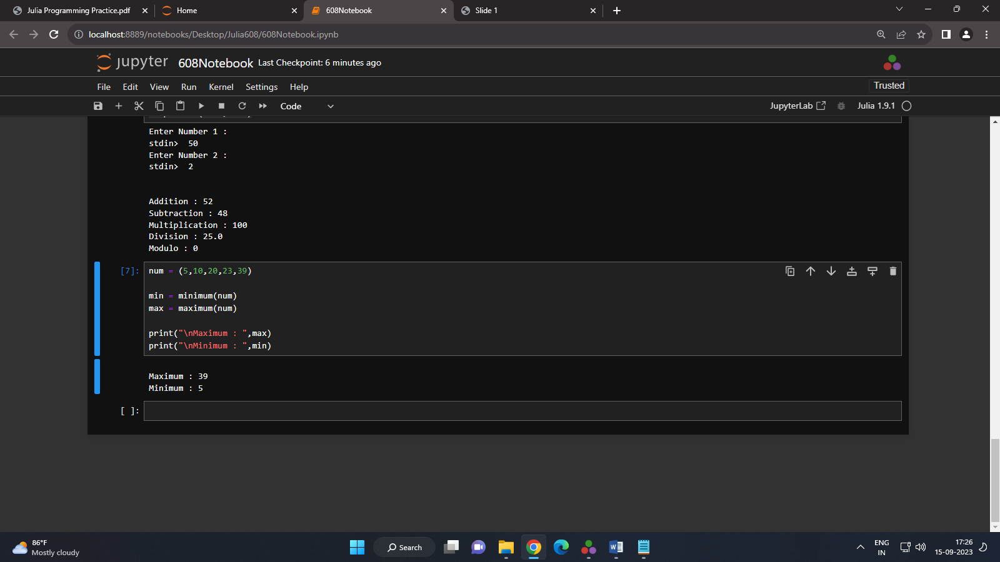 Julia Programming Practice.pdf
Home
608Notebook
Slide 1
localhost:8889/notebooks/Desktop/Julia608/608Notebook.ipynb
jupyter 608Notebook Last Checkpoint: 6 minutes ago
File Edit View Run Kernel Settings Help
Trusted
Code
JupyterLab
Julia 1.9.1
Enter Number 1 :
stdin> 50
Enter Number 2 :
stdin> 2
Addition : 52
Subtraction : 48
Multiplication : 100
Division : 25.0
Modulo : 0
[7]: num = (5,10,20,23,39)
min = minimum(num)
max = maximum(num)
print("\nMaximum : ",max)
print("\nMinimum : ",min)
Maximum : 39
Minimum : 5
[ ]:
86°F
Mostly cloudy
Search
ENG
IN
17:26
15-09-2023